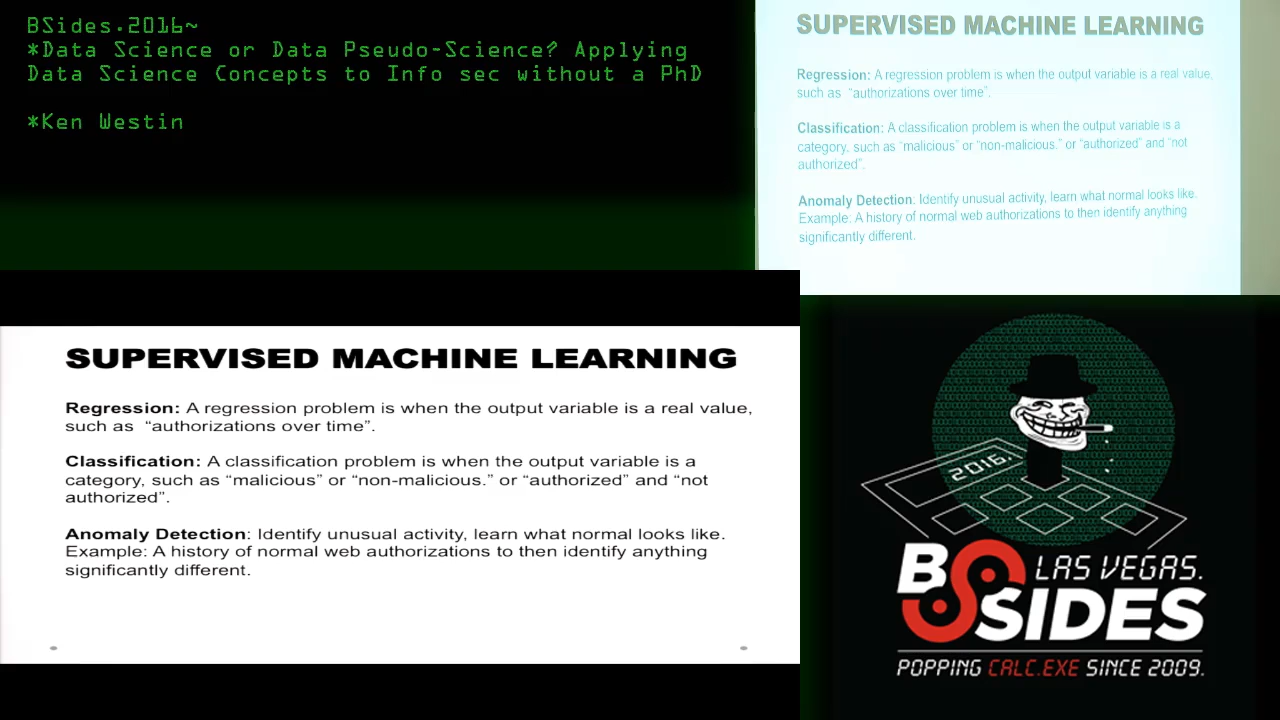 BSides.2016~
*Data Science or Data Pseudo-Science? Applying
Data Science Concepts to Info sec without a PhD
*Ken Westin
SUPERVISED MACHINE LEARNING
Regression: A regression problem is when the output variable is a real value,
such as “authorizations over time”.
Classification: A classification problem is when the output variable is a
category, such as “malicious” or “non-malicious.” or “authorized” and “not
authorized”.
Anomaly Detection. Identify unusual activity, learn what normal looks like.
Example: A history of normal web authorizations to then identify anything
significantly different.
SUPERVISED MACHINE LEARNING
Regression: A regression problem is when the output variable is a real value,
such as “authorizations over time”.
Classification: A classification problem is when the output variable is a
category, such as “malicious” or “non-malicious.” or “authorized” and “not
authorized”.
Anomaly Detection: Identify unusual activity, learn what normal looks like.
Example: A history of normal web authorizations to then identify anything
significantly different.
2016.
BSIDES
LAS VEGAS.
POPPING CALC.EXE SINCE 2009.